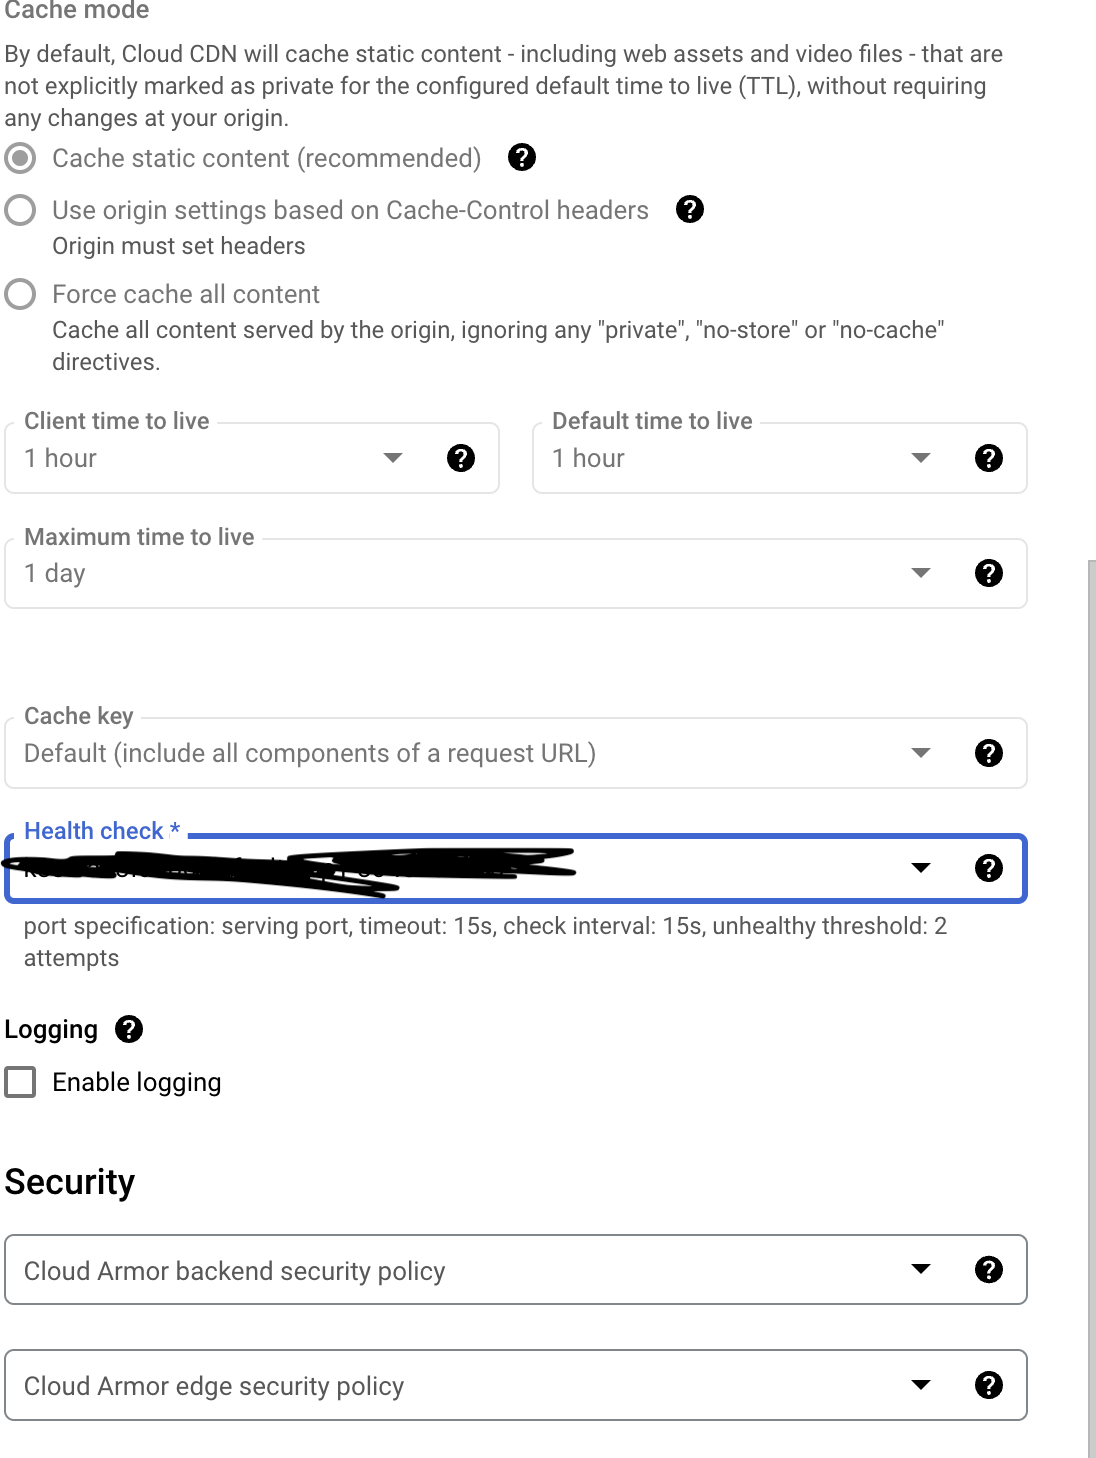 Cache mode
By default, Cloud CDN will cache static content - including web assets and video files - that are
not explicitly marked as private for the configured default time to live (TTL), without requiring
any changes at your origin.
Cache static content (recommended) ?
Use origin settings based on Cache-Control headers ?
Origin must set headers
Force cache all content
Cache all content served by the origin, ignoring any "private", "no-store" or "no-cache"
directives.
Client time to live
1 hour ?
Default time to live
1 hour ?
Maximum time to live
1 day ?
Cache key
Default (include all components of a request URL) ?
Health check *
?
port specification: serving port, timeout: 15s, check interval: 15s, unhealthy threshold: 2
attempts
Logging ?
Enable logging
Security
Cloud Armor backend security policy ?
Cloud Armor edge security policy ?